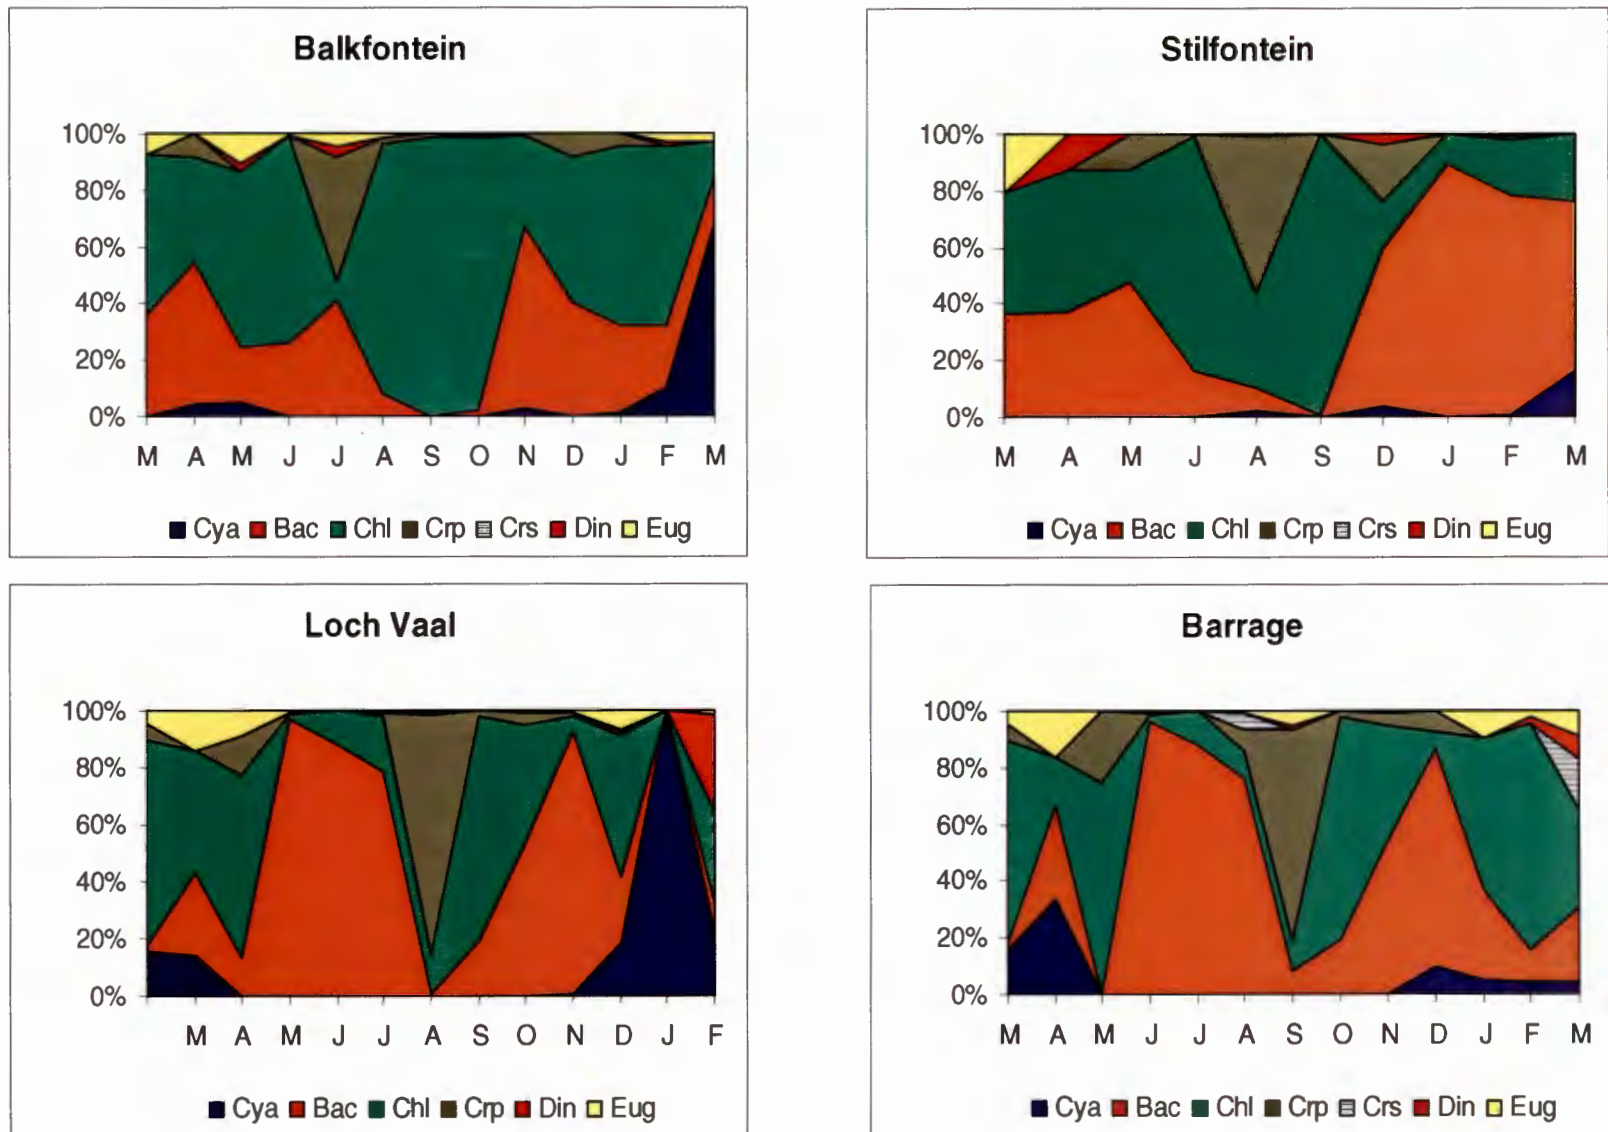 Balkfontein
100%
80%
60%
40%
20%
0%
M A M J J A S O N D J F M
Cya Bac Chl Crp Crs Din Eug
Stilfontein
100%
80%
60%
40%
20%
0%
M A M J A S D J F M
Cya Bac Chl Crp Crs Din Eug
Loch Vaal
100%
80%
60%
40%
20%
0%
M A M J J A S O N D J F
Cya Bac Chl Crp Din Eug
Barrage
100%
80%
60%
40%
20%
0%
M A M J J A S O N D J F M
Cya Bac Chl Crp Crs Din Eug